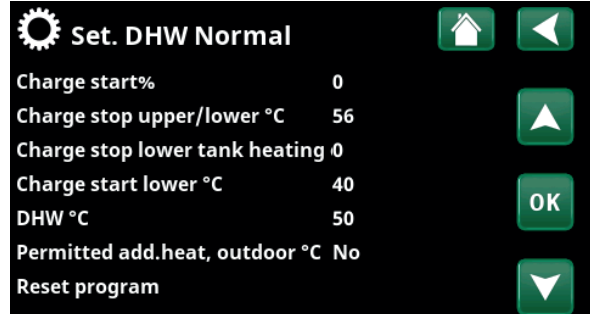 Set. DHW Normal
Charge start% 0
Charge stop upper/lower °C 56
Charge stop lower tank heating 0
Charge start lower °C 40
DHW °C 50
OK
Permitted add.heat, outdoor °C No
Reset program